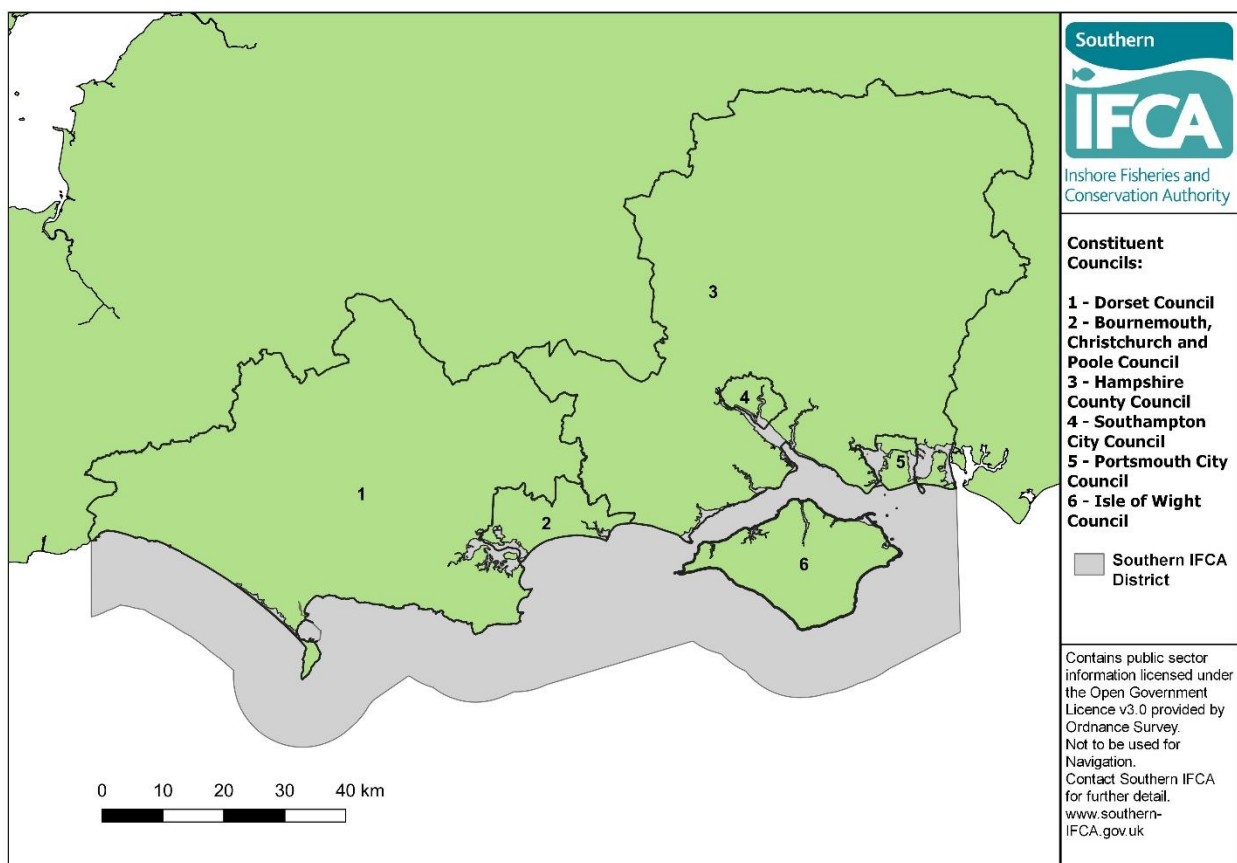 Southern
IFCA
Inshore Fisheries and
Conservation Authority
Constituent
Councils:
1 - Dorset Council
2 - Bournemouth,
Christchurch and
Poole Council
3 - Hampshire
County Council
4 - Southampton
City Council
5 - Portsmouth City
Council
6 - Isle of Wight
Council
Southern IFCA
District
Contains public sector
information licensed under
the Open Government
Licence v3.0 provided by
Ordnance Survey.
Not to be used for
Navigation.
Contact Southern IFCA
for further detail.
www.southern-
IFCA.gov.uk
3
4
5
1
2
6
0 10 20 30 40 km